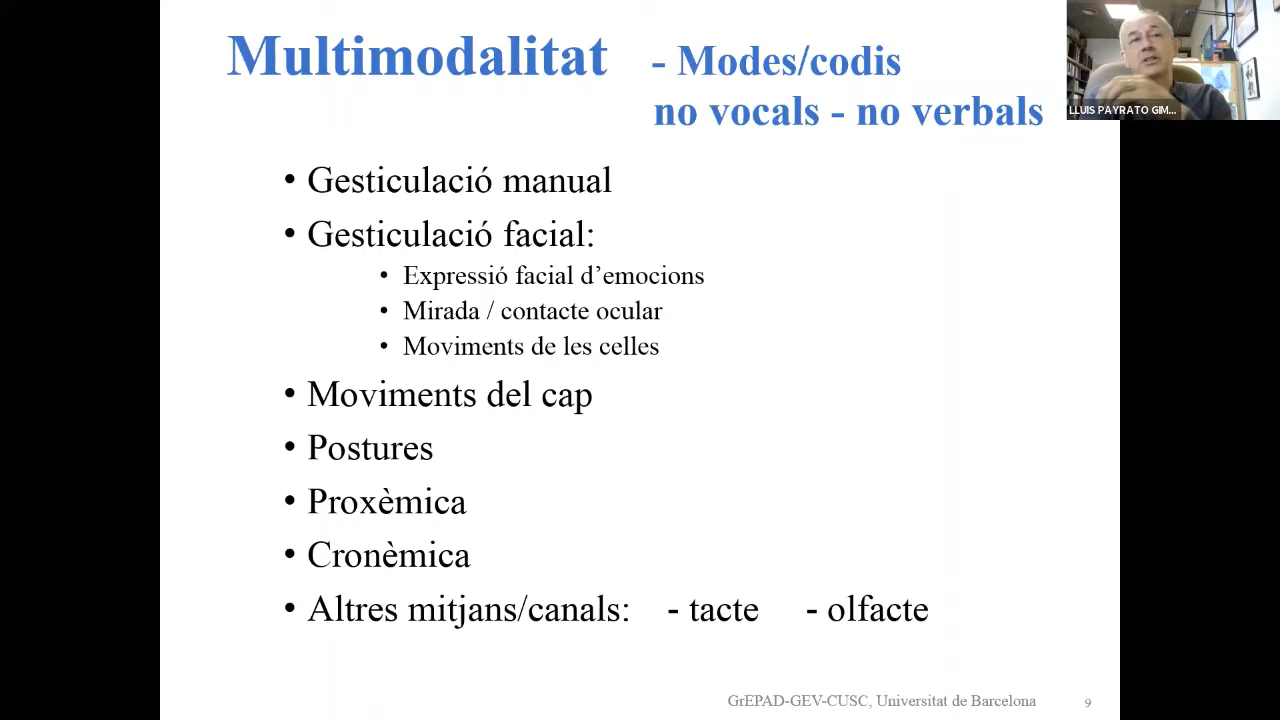 Multimodalitat - Modes/codis
no vocals - no verbals
LLUIS PAYRATO GIM...
• Gesticulació manual
• Gesticulació facial:
• Expressió facial d’emocions
• Mirada / contacte ocular
• Moviments de les celles
• Moviments del cap
• Postures
• Proxèmica
• Cronèmica
• Altres mitjans/canals: - tacte - olfacte
GrEPAD-GEV-CUSC, Universitat de Barcelona 9